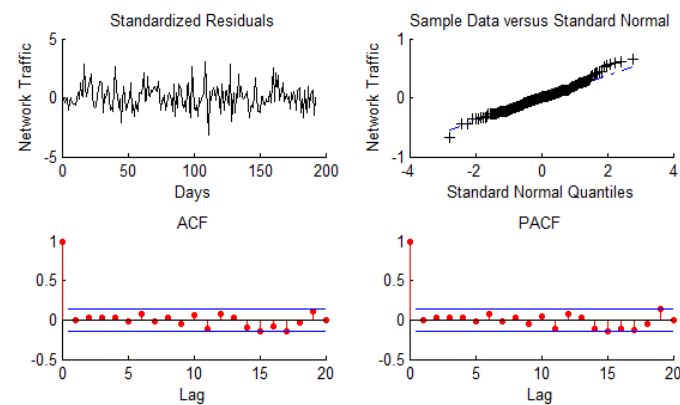 Standardized Residuals
Network Traffic
5
0
-5
0 50 100 150 200
Days
Sample Data versus Standard Normal
Network Traffic
1
0
-1
-4 -2 0 2 4
Standard Normal Quantiles
ACF
1
0.5
0
-0.5
0 5 10 15 20
Lag
PACF
1
0.5
0
-0.5
0 5 10 15 20
Lag